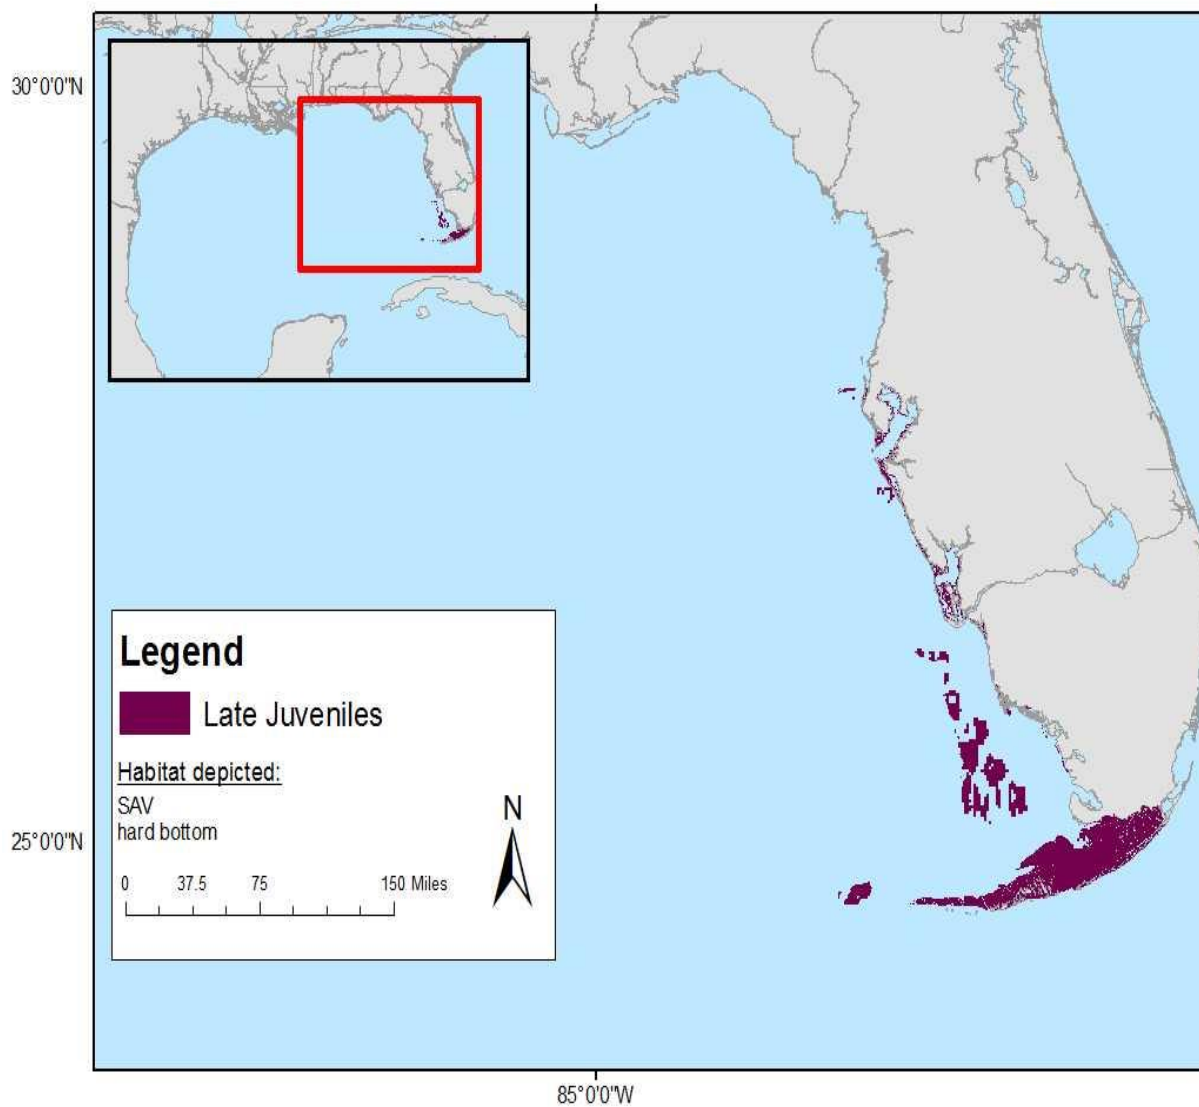 30°0'0"N
Legend
Late Juveniles
Habitat depicted:
SAV
hard bottom
N
25°0'0"N
0 37.5 75 150 Miles
85°0'0"W